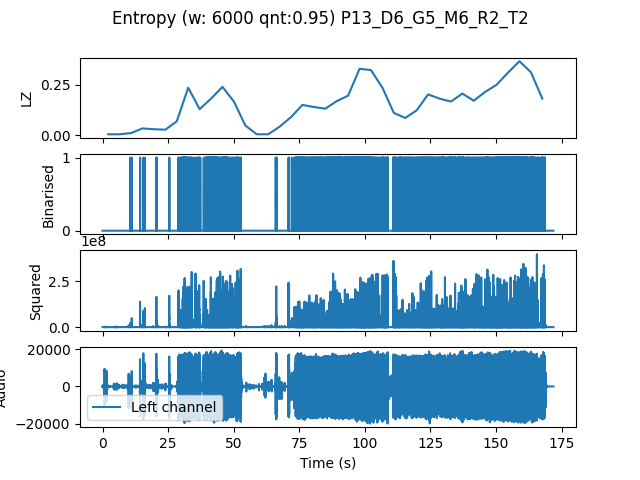 Entropy (w: 6000 qnt:0.95) P13_D6_G5_M6_R2_T2
LZ
0.25
0.00
Binarised
1
0
1e8
Squared
2.5
0.0
Audio
20000
0
−20000
Left channel
0 25 50 75 100 125 150 175
Time (s)